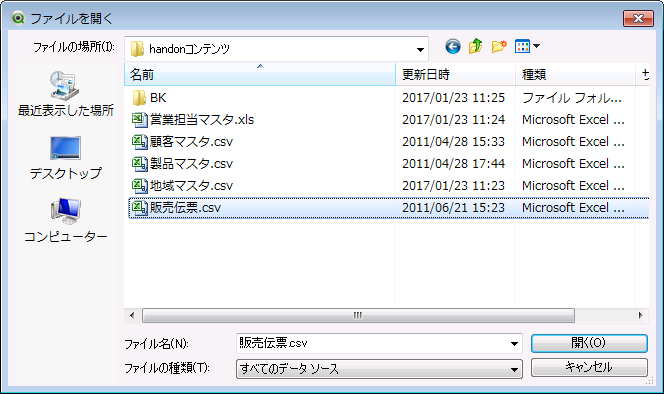 ファイルを開く
ファイルの場所(I):
handonコンテンツ
名前 更新日時 種類 サ
BK 2017/01/23 11:25 ファイル フォル...
営業担当マスタ.xls 2017/01/23 11:24 Microsoft Excel ...
顧客マスタ.csv 2011/04/28 15:33 Microsoft Excel ...
製品マスタ.csv 2011/04/28 17:44 Microsoft Excel ...
地域マスタ.csv 2017/01/23 11:23 Microsoft Excel ...
販売伝票.csv 2011/06/21 15:23 Microsoft Excel ...
最近表示した場所
デスクトップ
コンピューター
ファイル名(N): 販売伝票.csv 開く(O)
ファイルの種類(T): すべてのデータ ソース キャンセル